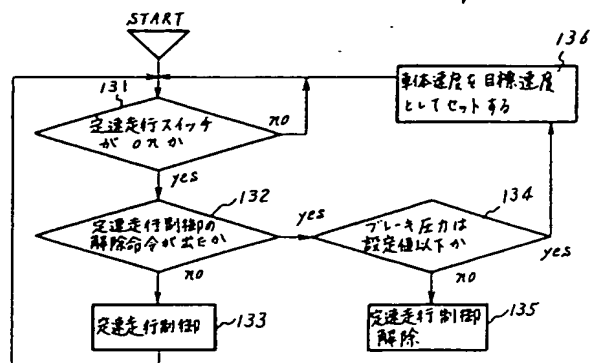 START
136
131
車体速度を目標速度
としてセットする
定速走行スイッチ
が onか
no
yes
132
134
定速走行制御の
解除命令が出たか
yes
ブレーキ圧力は
設定値以下か
yes
no
no
定速走行制御
133
定速走行制御
解除
135